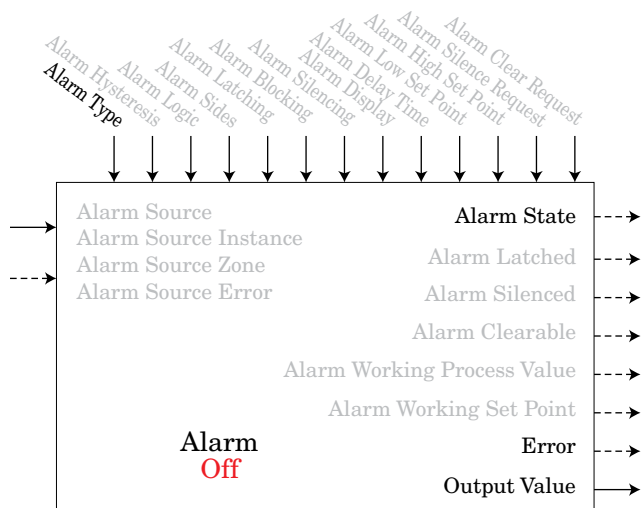 Alarm Type
Alarm Hysteresis
Alarm Logic
Alarm Sides
Alarm Latching
Alarm Blocking
Alarm Silencing
Alarm Display
Alarm Delay Time
Alarm Low Set Point
Alarm High Set Point
Alarm Silence Request
Alarm Clear Request
Alarm Source
Alarm Source Instance
Alarm Source Zone
Alarm Source Error
Alarm State
Alarm Latched
Alarm Silenced
Alarm Clearable
Alarm Working Process Value
Alarm Working Set Point
Error
Output Value
Alarm
Off